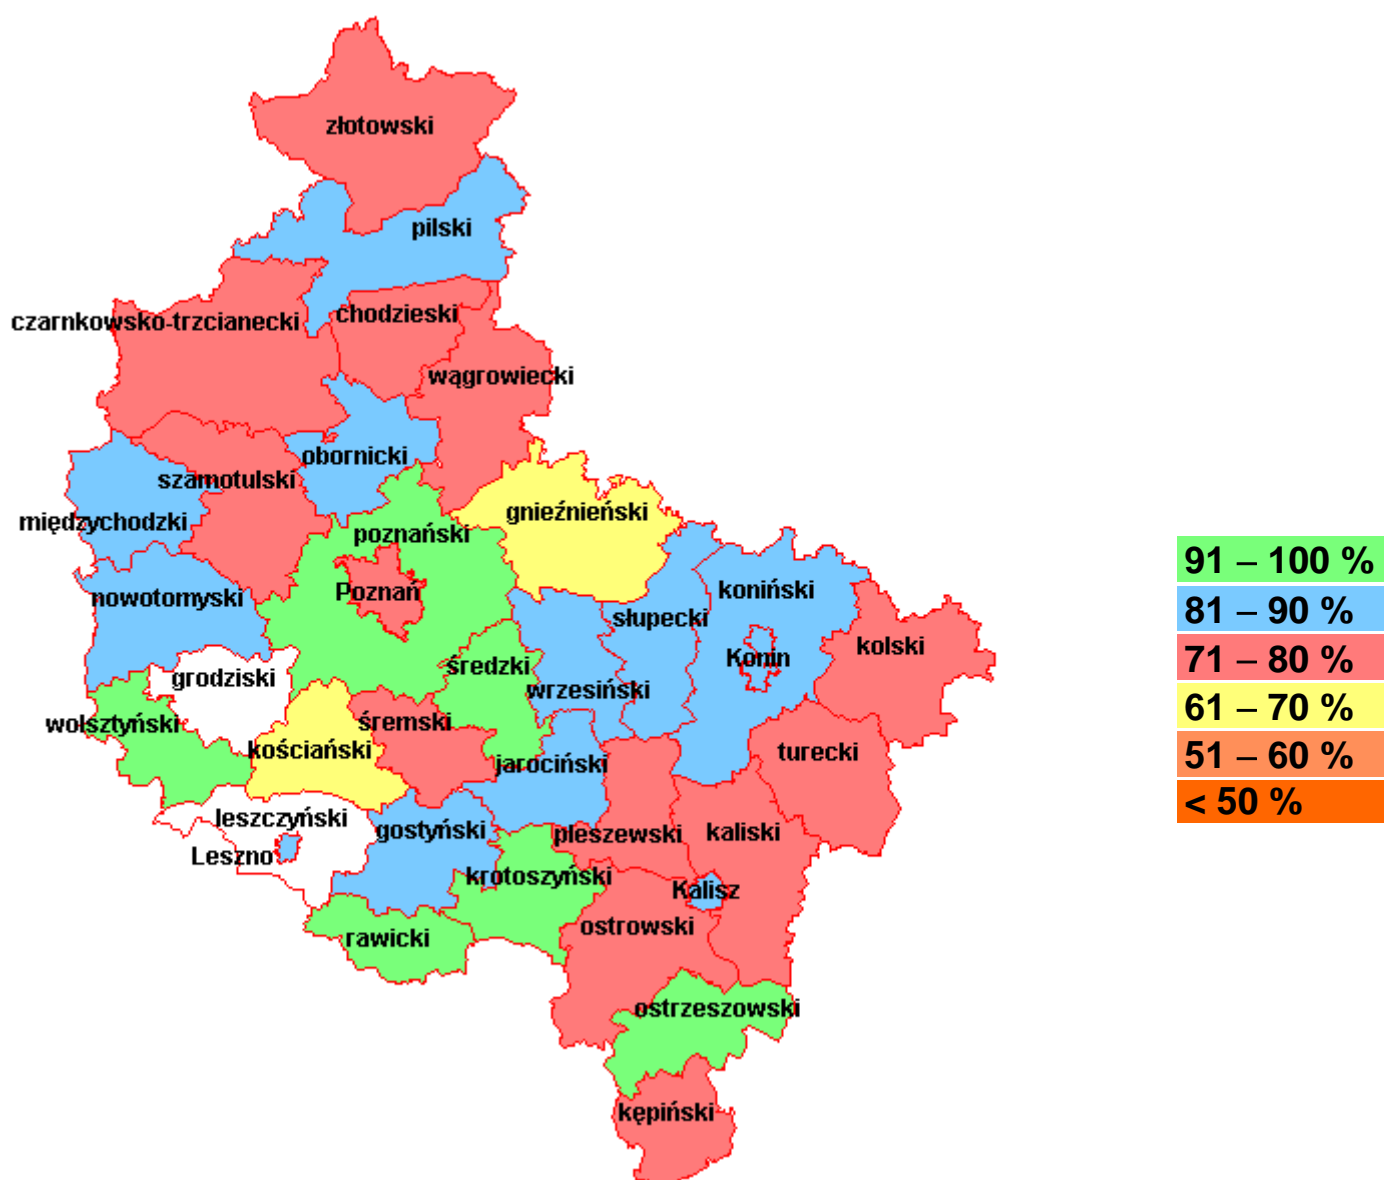 złotowski
pilski
chodzieski
czarnkowsko-trzcianecki
wągrowiecki
obornicki
szamotulski
międzychodzki
gnieźnieński
poznański
Poznań
nowotomyski
koniński
słupecki
kolski
Konin
średzki
grodziski
wrzesiński
wolsztyński
śremski
kościański
turecki
jarociński
leszczyński
gostyński
pleszewski
kaliski
Leszno
krotoszyński
Kalisz
ostrowski
rawicki
ostrzeszowski
kępiński
91 – 100 %
81 – 90 %
71 – 80 %
61 – 70 %
51 – 60 %
< 50 %